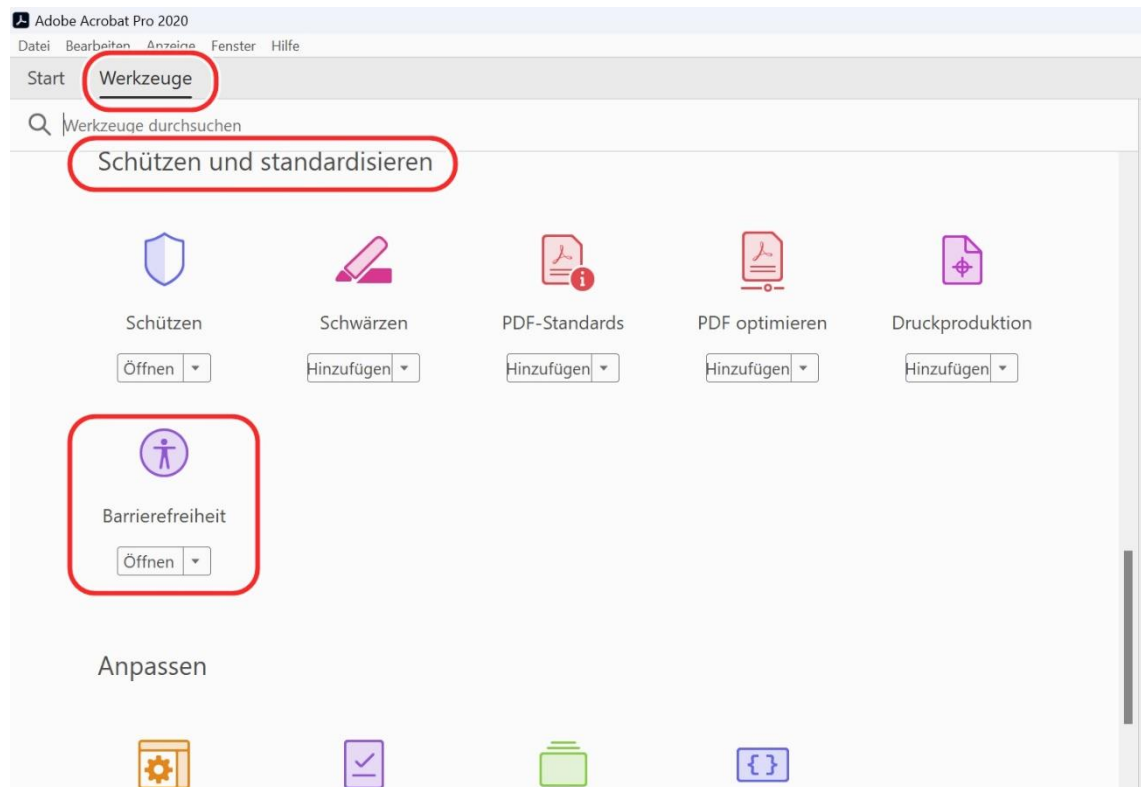 Adobe Acrobat Pro 2020
Datei Bearbeiten Anzeige Fenster Hilfe
Start Werkzeuge
Werkzeuge durchsuchen
Schützen und standardisieren
Schützen Schwärzen PDF-Standards PDF optimieren Druckproduktion
Öffnen Hinzufügen Hinzufügen Hinzufügen Hinzufügen
Barrierefreiheit
Öffnen
Anpassen